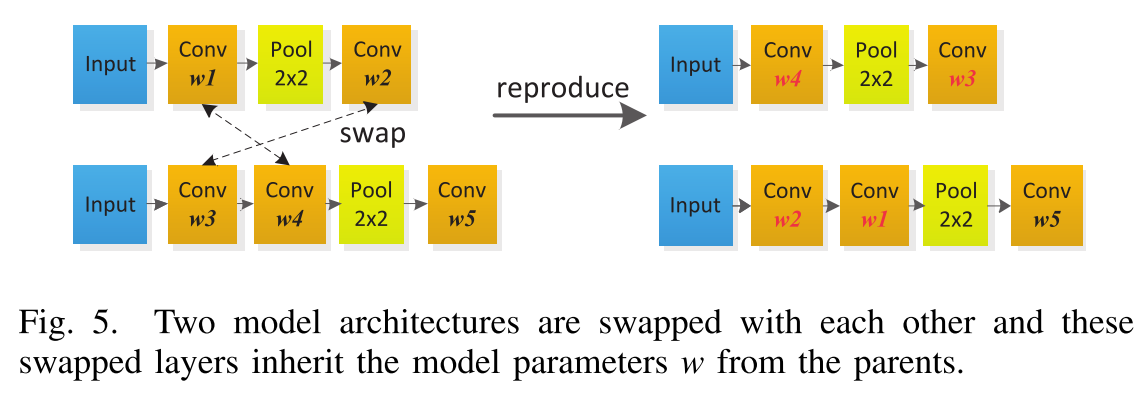 Input
Conv
w1
Pool
2x2
Conv
w2
swap
Input
Conv
w3
Conv
w4
Pool
2x2
Conv
w5
reproduce
Input
Conv
w4
Pool
2x2
Conv
w3
Input
Conv
w2
Conv
w1
Pool
2x2
Conv
w5
Fig. 5. Two model architectures are swapped with each other and these
swapped layers inherit the model parameters w from the parents.